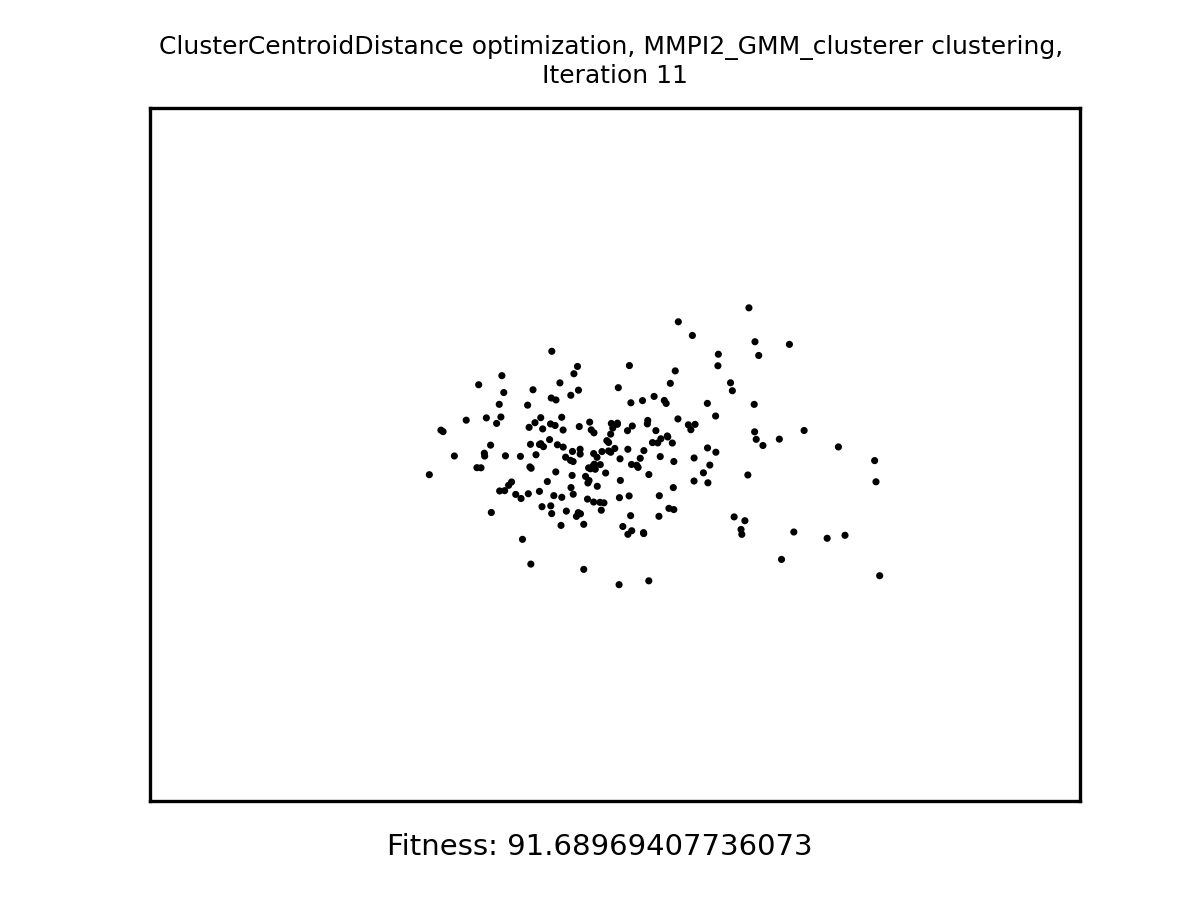 ClusterCentroidDistance optimization, MMPI2_GMM_clusterer clustering,
Iteration 11
Fitness: 91.68969407736073